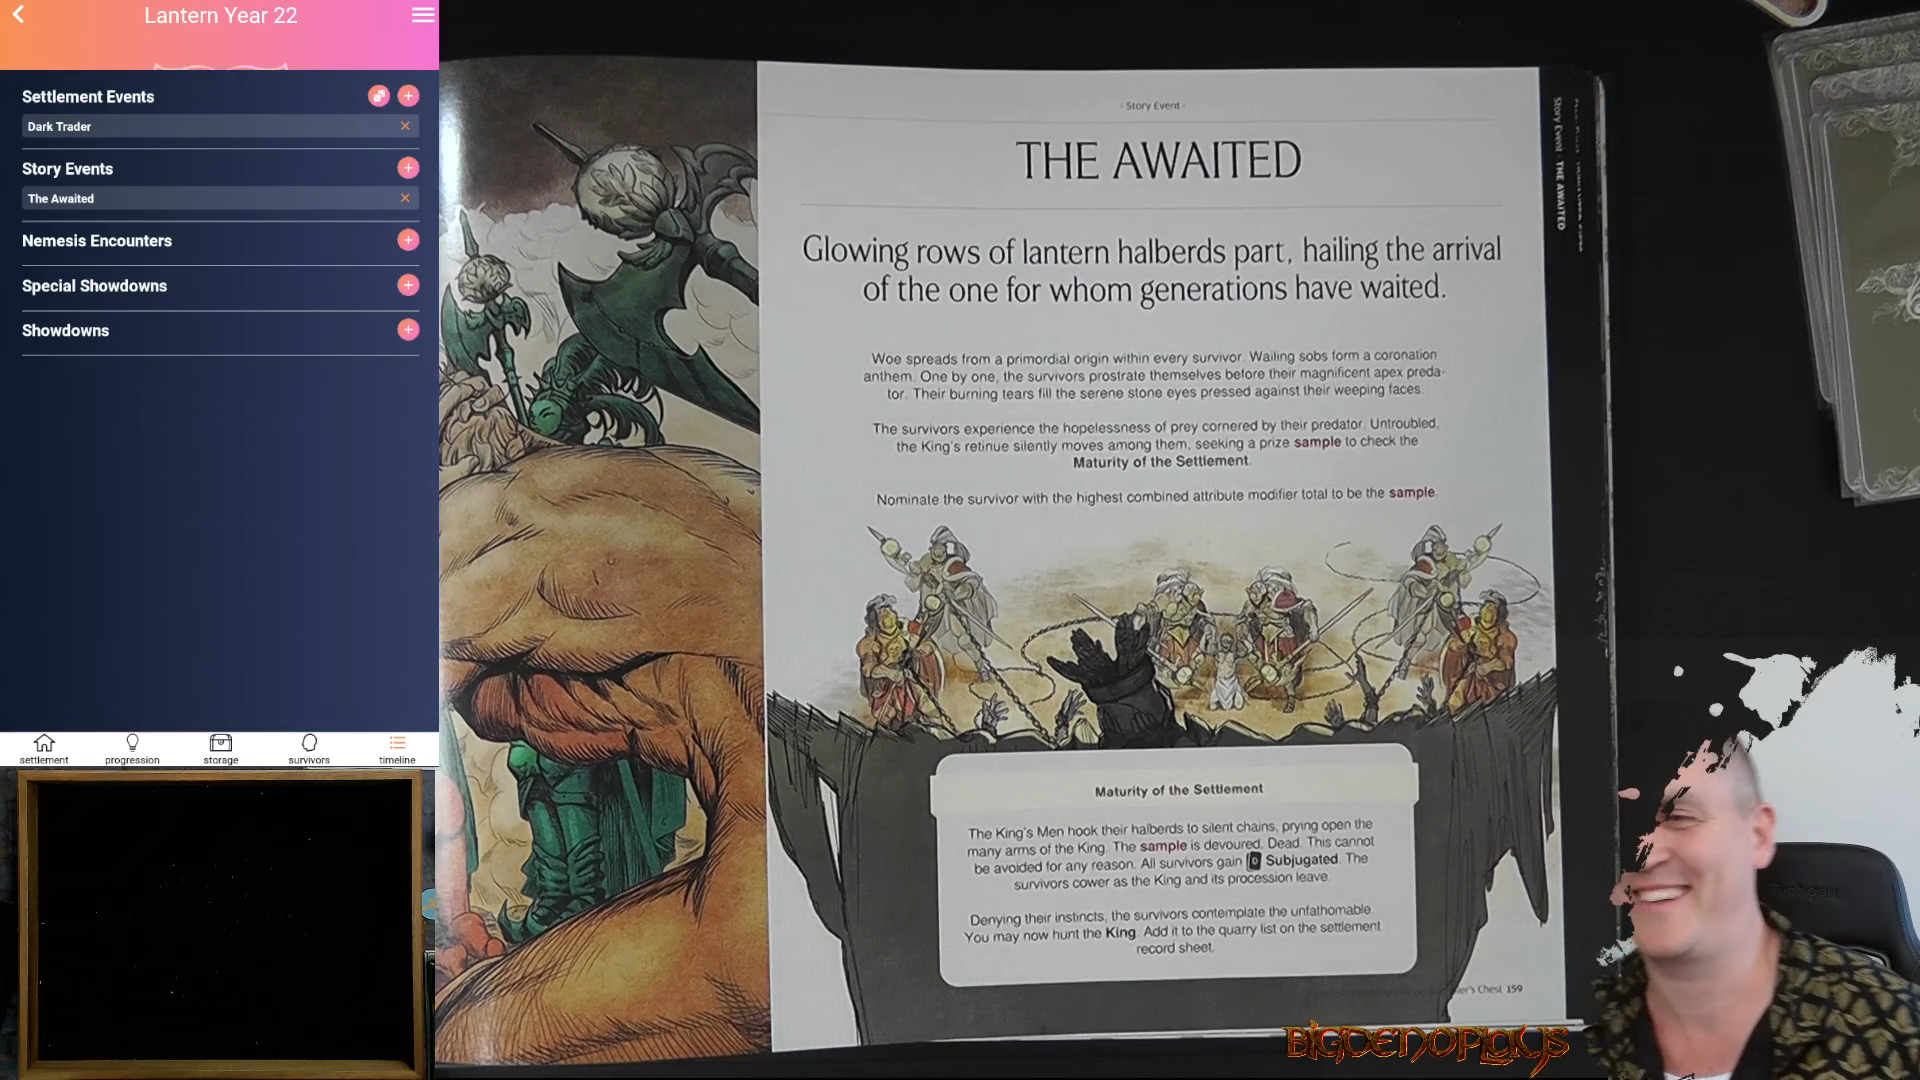 Lantern Year 22
Settlement Events
Dark Trader
Story Events
The Awaited
Nemesis Encounters
Special Showdowns
Showdowns
settlement
progression
storage
survivors
timeline
- Story Event -
THE AWAITED
Glowing rows of lantern halberds part, hailing the arrival
of the one for whom generations have waited.
Woe spreads from a primordial origin within every survivor. Wailing sobs form a coronation
anthem. One by one, the survivors prostrate themselves before their magnificent apex preda-
tor. Their burning tears fill the serene stone eyes pressed against their weeping faces.
The survivors experience the hopelessness of prey cornered by their predator. Untroubled,
the King's retinue silently moves among them, seeking a prize sample to check the
Maturity of the Settlement.
Nominate the survivor with the highest combined attribute modifier total to be the sample.
Maturity of the Settlement
The King's Men hook their halberds to silent chains, prying open the
many arms of the King. The sample is devoured. Dead. This cannot
be avoided for any reason. All survivors gain Subjugated. The
survivors cower as the King and its procession leave.
Denying their instincts, the survivors contemplate the unfathomable.
You may now hunt the King. Add it to the quarry list on the settlement
record sheet.
Chest 159
Story Event - THE AWAITED
BIGDENOPLAYS